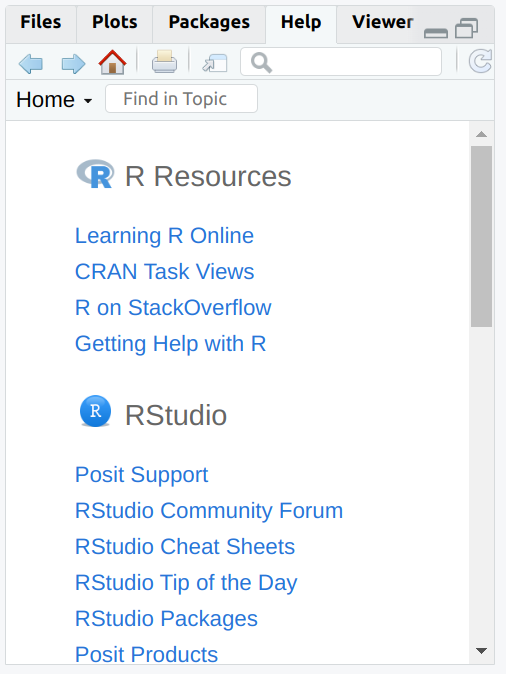 Files Plots Packages Help Viewer
Home Find in Topic
R R Resources
Learning R Online
CRAN Task Views
R on StackOverflow
Getting Help with R
R RStudio
Posit Support
RStudio Community Forum
RStudio Cheat Sheets
RStudio Tip of the Day
RStudio Packages
Posit Products